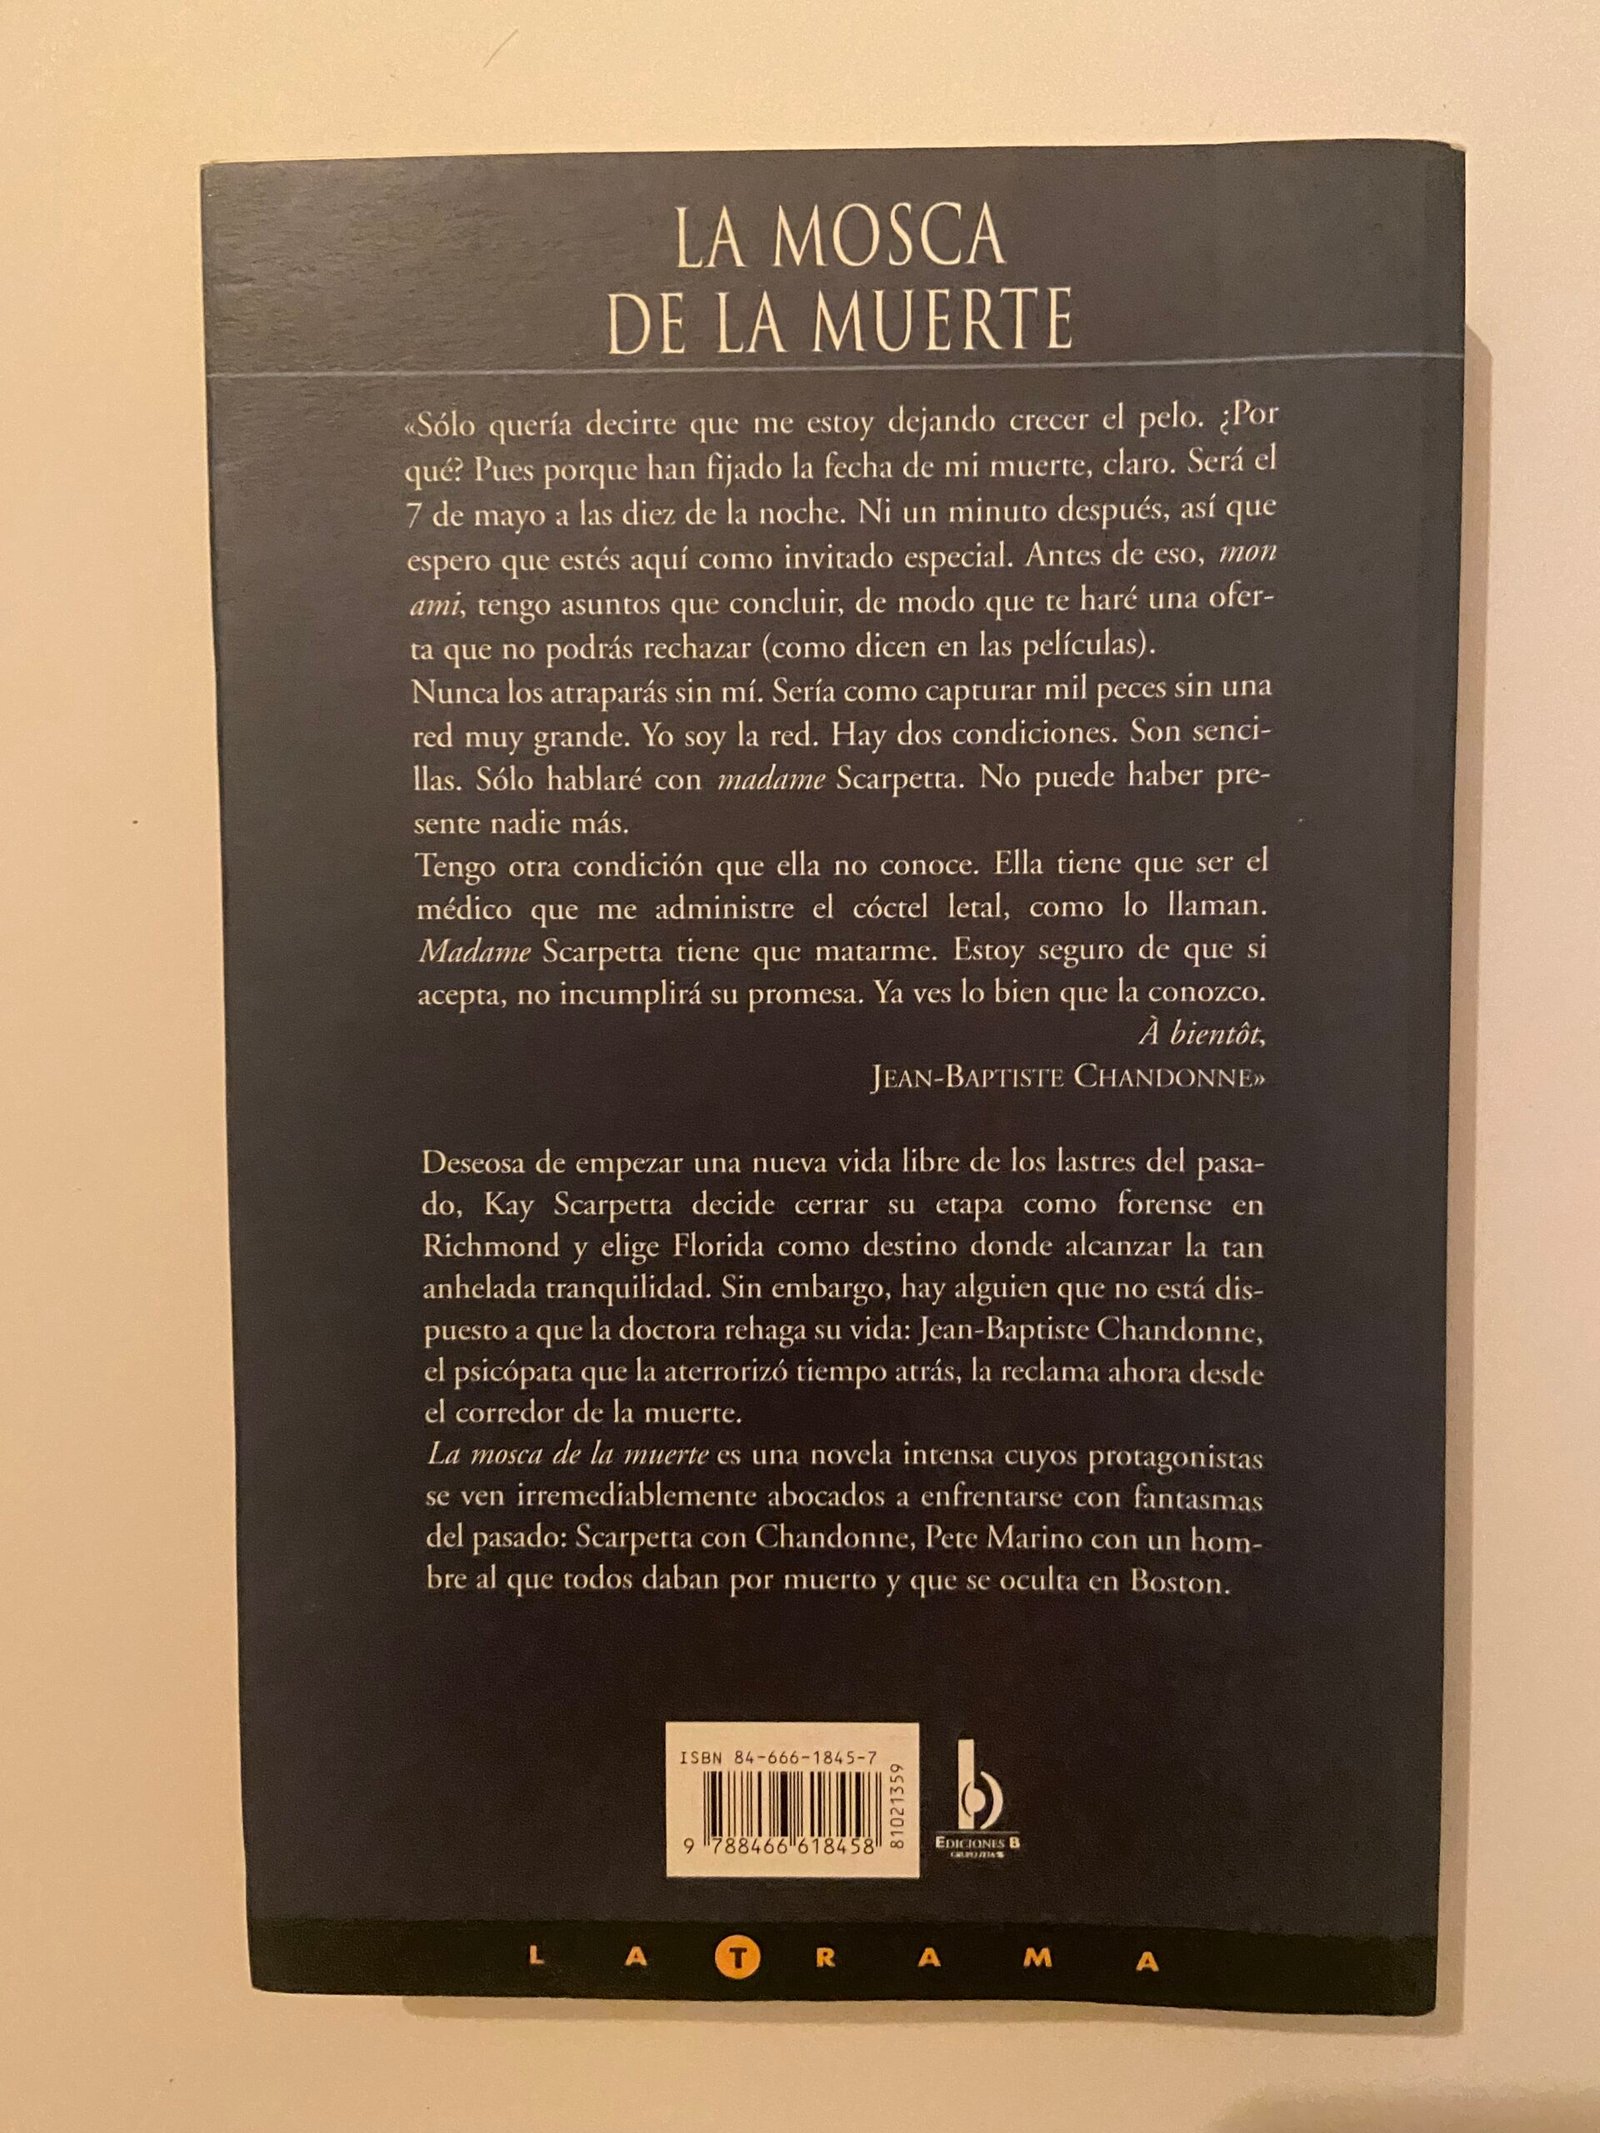 LA MOSCA
DE LA MUERTE
«Sólo quería decirte que me estoy dejando crecer el pelo. ¿Por
qué? Pues porque han fijado la fecha de mi muerte, claro. Será el
7 de mayo a las diez de la noche. Ni un minuto después, así que
espero que estés aquí como invitado especial. Antes de eso, mon
ami, tengo asuntos que concluir, de modo que te haré una ofer-
ta que no podrás rechazar (como dicen en las películas).
Nunca los atraparás sin mí. Sería como capturar mil peces sin una
red muy grande. Yo soy la red. Hay dos condiciones. Son senci-
llas. Sólo hablaré con madame Scarpetta. No puede haber pre-
sente nadie más.
Tengo otra condición que ella no conoce. Ella tiene que ser el
médico que me administre el cóctel letal, como lo llaman.
Madame Scarpetta tiene que matarme. Estoy seguro de que si
acepta, no incumplirá su promesa. Ya ves lo bien que la conozco.
À bientôt,
JEAN-BAPTISTE CHANDONNE»
Deseosa de empezar una nueva vida libre de los lastres del pasa-
do, Kay Scarpetta decide cerrar su etapa como forense en
Richmond y elige Florida como destino donde alcanzar la tan
anhelada tranquilidad. Sin embargo, hay alguien que no está dis-
puesto a que la doctora rehaga su vida: Jean-Baptiste Chandonne,
el psicópata que la aterrorizó tiempo atrás, la reclama ahora desde
el corredor de la muerte.
La mosca de la muerte es una novela intensa cuyos protagonistas
se ven irremediablemente abocados a enfrentarse con fantasmas
del pasado: Scarpetta con Chandonne, Pete Marino con un hom-
bre al que todos daban por muerto y que se oculta en Boston.
ISBN 84-666-1845-7
9 788466 618458
81021359
EDICIONES B
GRUPO ZETA
LA TRAMA